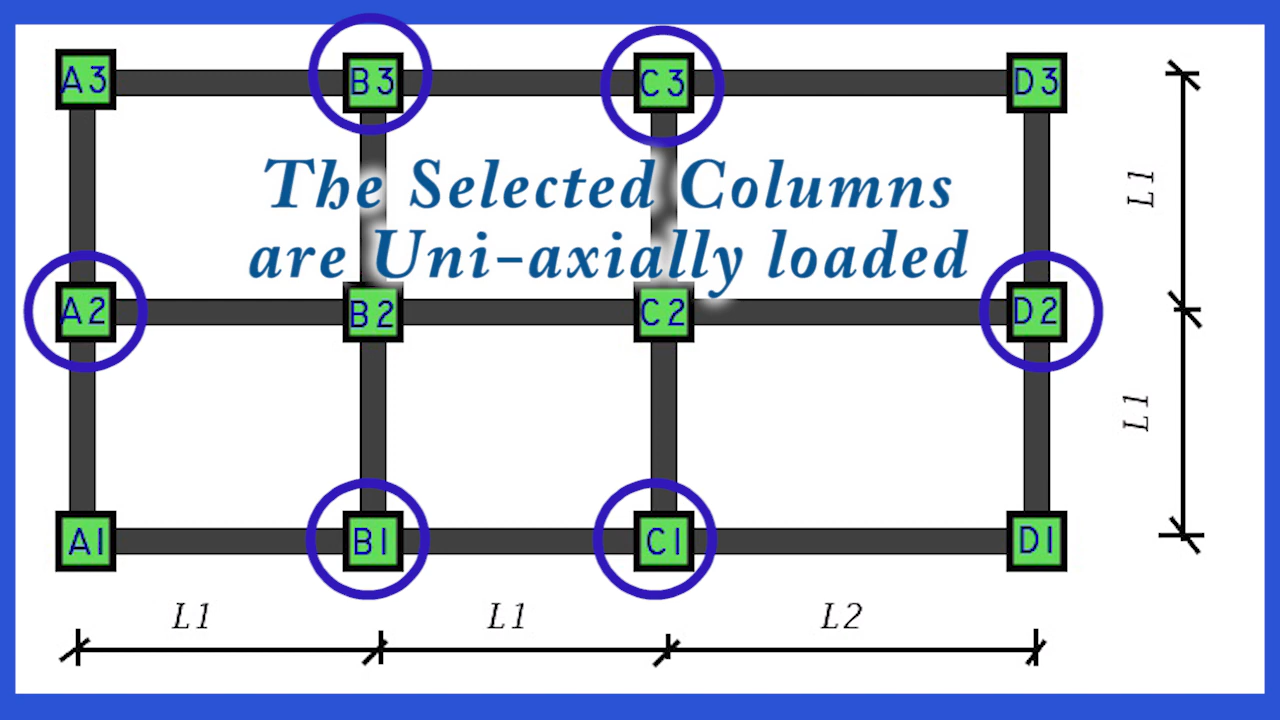 A3 B3 C3 D3
L1
The Selected Columns
are Uni-axially loaded
A2 B2 C2 D2
L1
A1 B1 C1 D1
L1 L1 L2